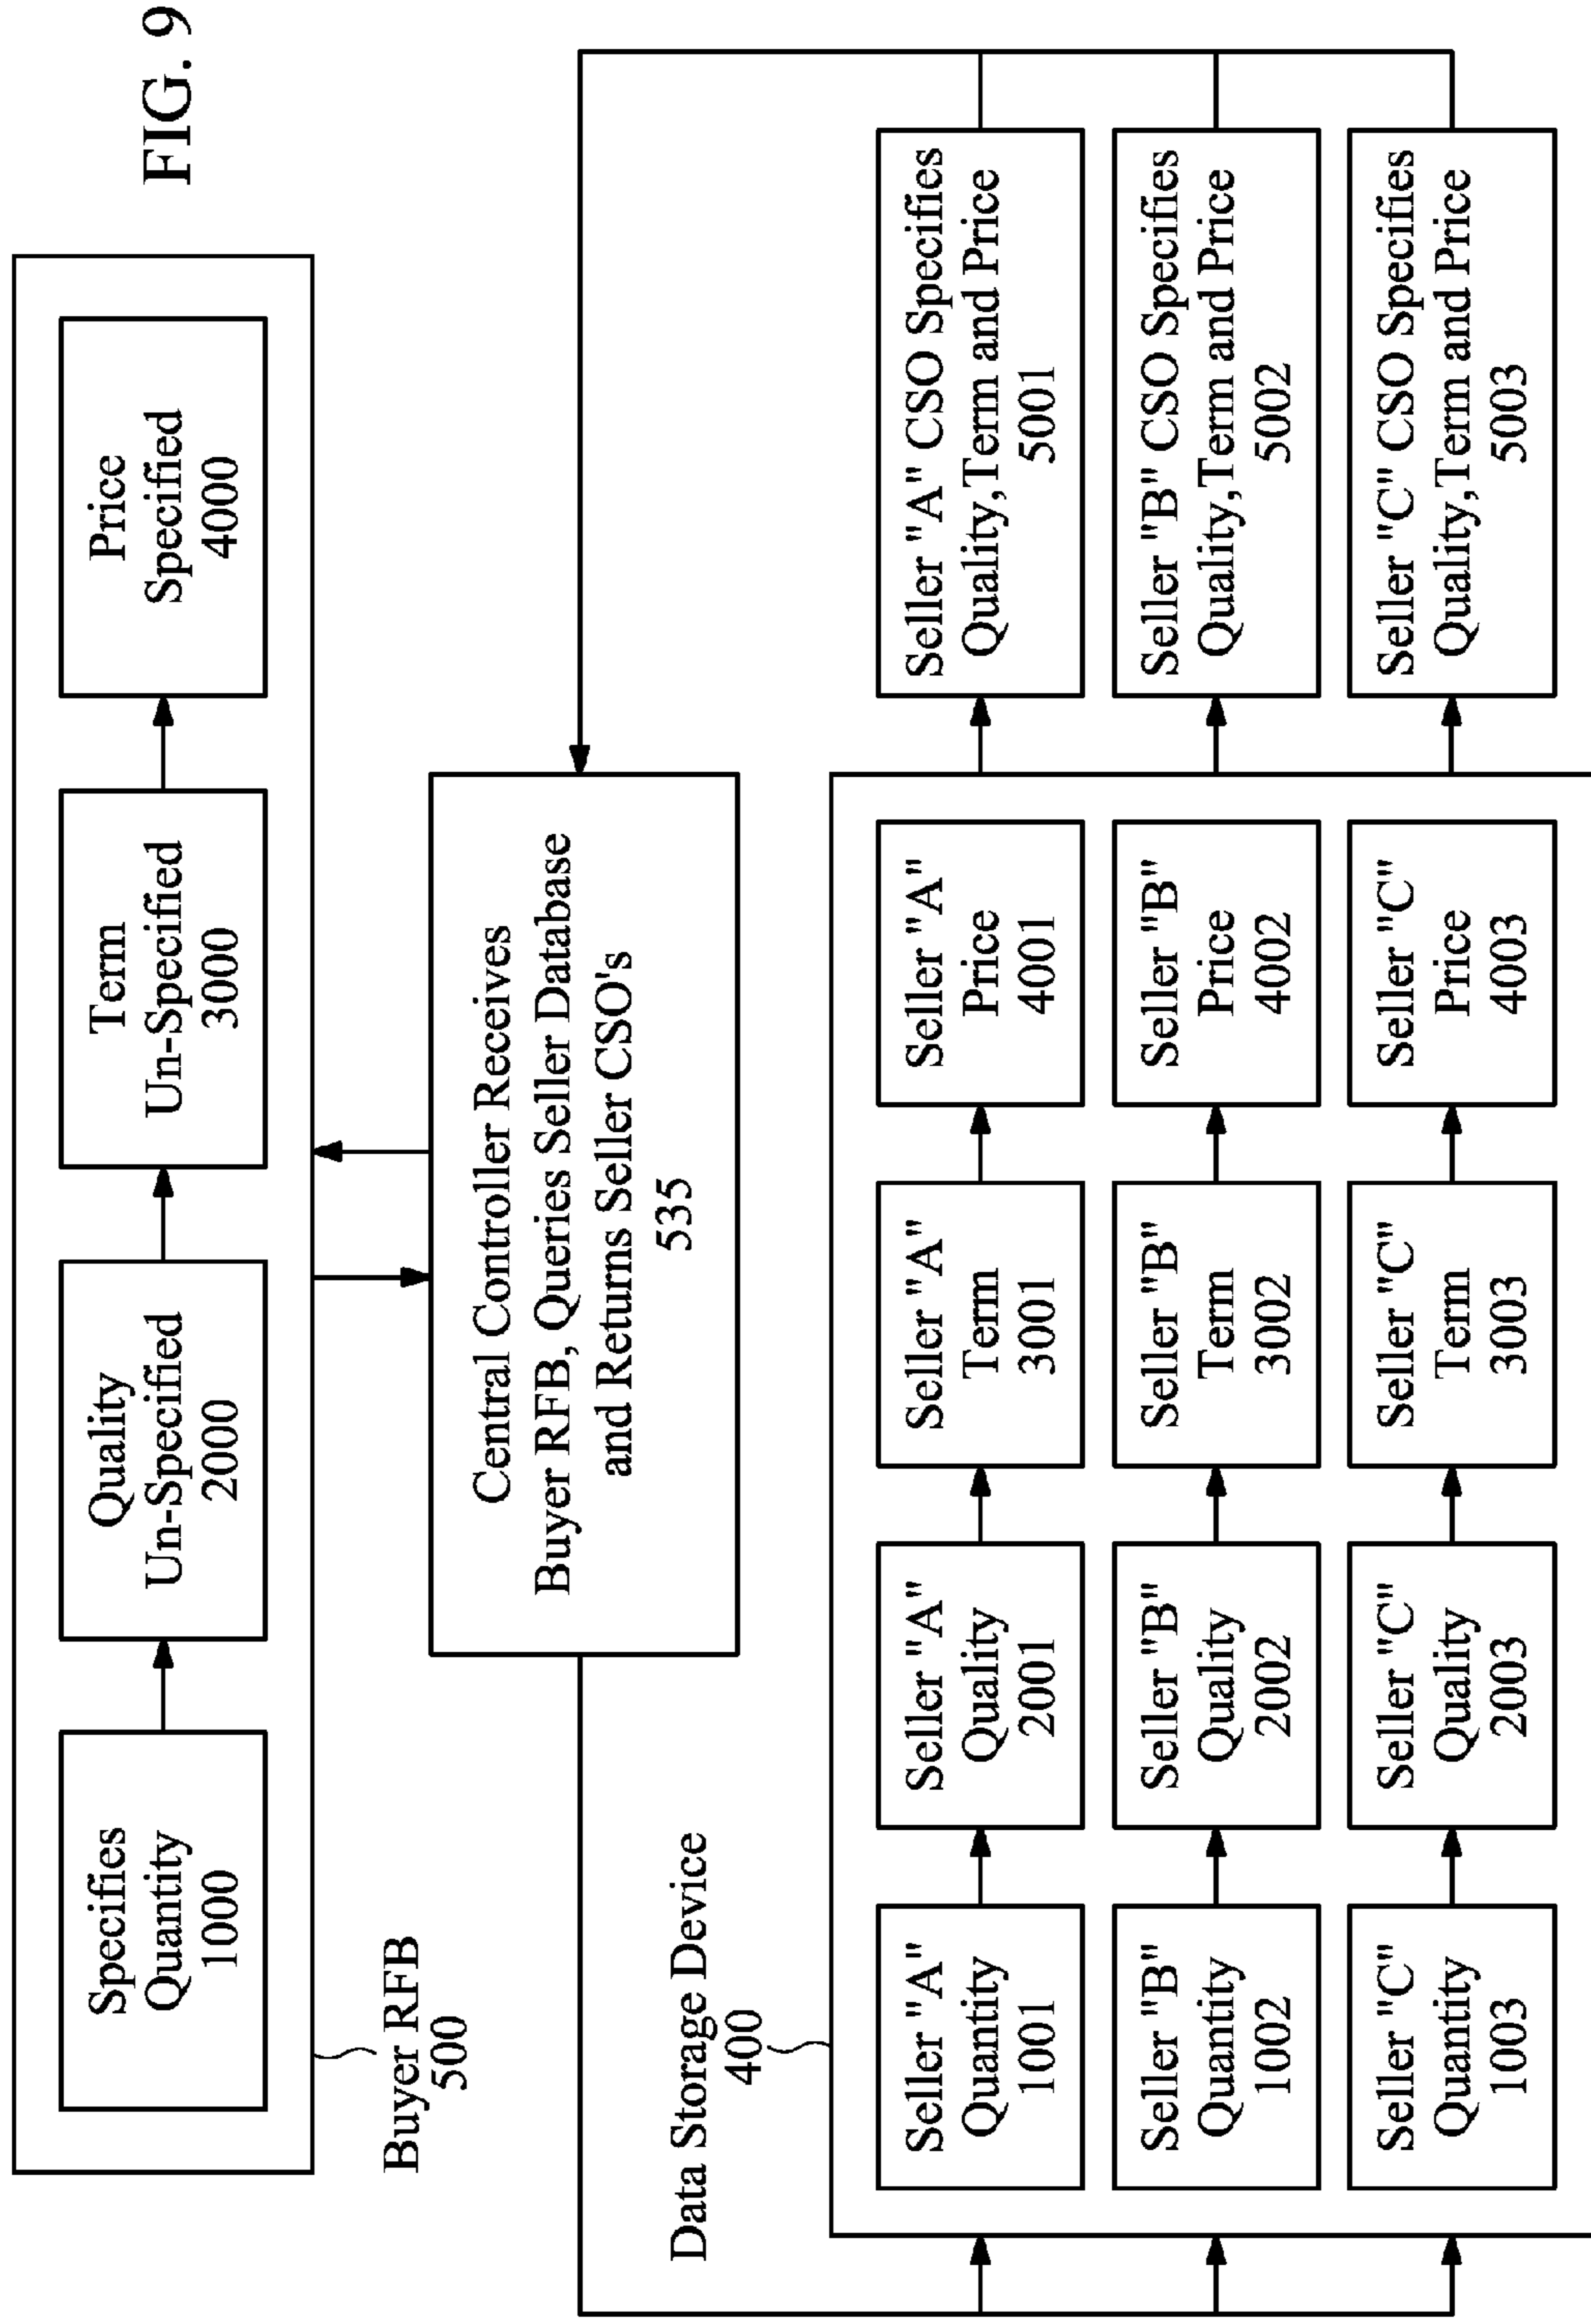 FIG. 9
Specifies
Quantity
1000
Quality
Un-Specified
2000
Term
Un-Specified
3000
Price
Specified
4000
Buyer RFB
500
Central Controller Receives
Buyer RFB, Queries Seller Database
and Returns Seller CSO's
535
Data Storage Device
400
Seller "A"
Quantity
1001
Seller "A"
Quality
2001
Seller "A"
Term
3001
Seller "A"
Price
4001
Seller "A" CSO Specifies
Quality,Term and Price
5001
Seller "B"
Quantity
1002
Seller "B"
Quality
2002
Seller "B"
Term
3002
Seller "B"
Price
4002
Seller "B" CSO Specifies
Quality,Term and Price
5002
Seller "C"
Quantity
1003
Seller "C"
Quality
2003
Seller "C"
Term
3003
Seller "C"
Price
4003
Seller "C" CSO Specifies
Quality,Term and Price
5003